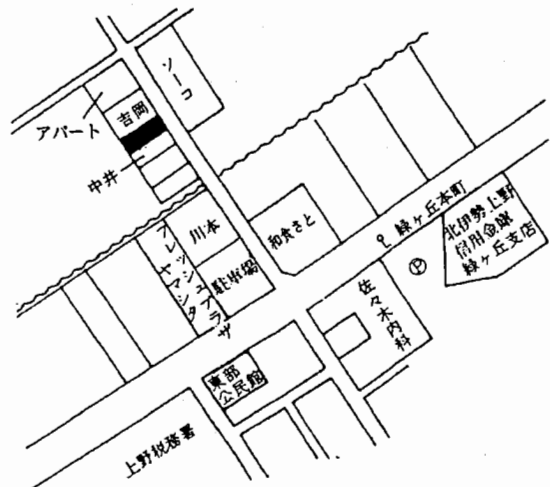 ソーコ
吉岡
アパート
中井
川本
和食さと
緑ヶ丘本町
北伊勢上野
信用金庫
緑ヶ丘支店
P
フレッシュプラザ
ヤマシタ
駐車場
佐々木内科
東部
公民館
上野税務署